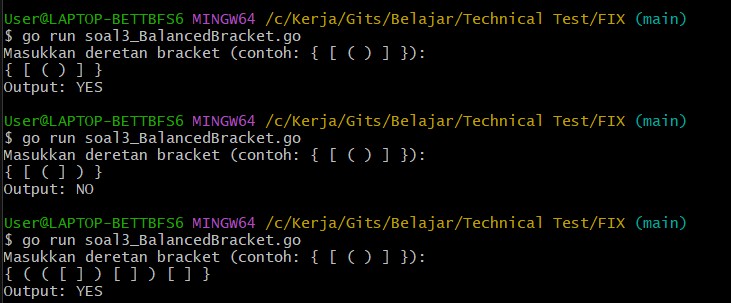 User@LAPTOP-BETTBFS6 MINGW64 /c/Kerja/Gits/Belajar/Technical Test/FIX (main)
$ go run soal3_BalancedBracket.go
Masukkan deretan bracket (contoh: { [ ( ) ] }):
{ [ ( ) ] }
Output: YES
User@LAPTOP-BETTBFS6 MINGW64 /c/Kerja/Gits/Belajar/Technical Test/FIX (main)
$ go run soal3_BalancedBracket.go
Masukkan deretan bracket (contoh: { [ ( ) ] }):
{ [ ( ] ) }
Output: NO
User@LAPTOP-BETTBFS6 MINGW64 /c/Kerja/Gits/Belajar/Technical Test/FIX (main)
$ go run soal3_BalancedBracket.go
Masukkan deretan bracket (contoh: { [ ( ) ] }):
{ ( ( [ ] ) [ ] ) [ ] }
Output: YES